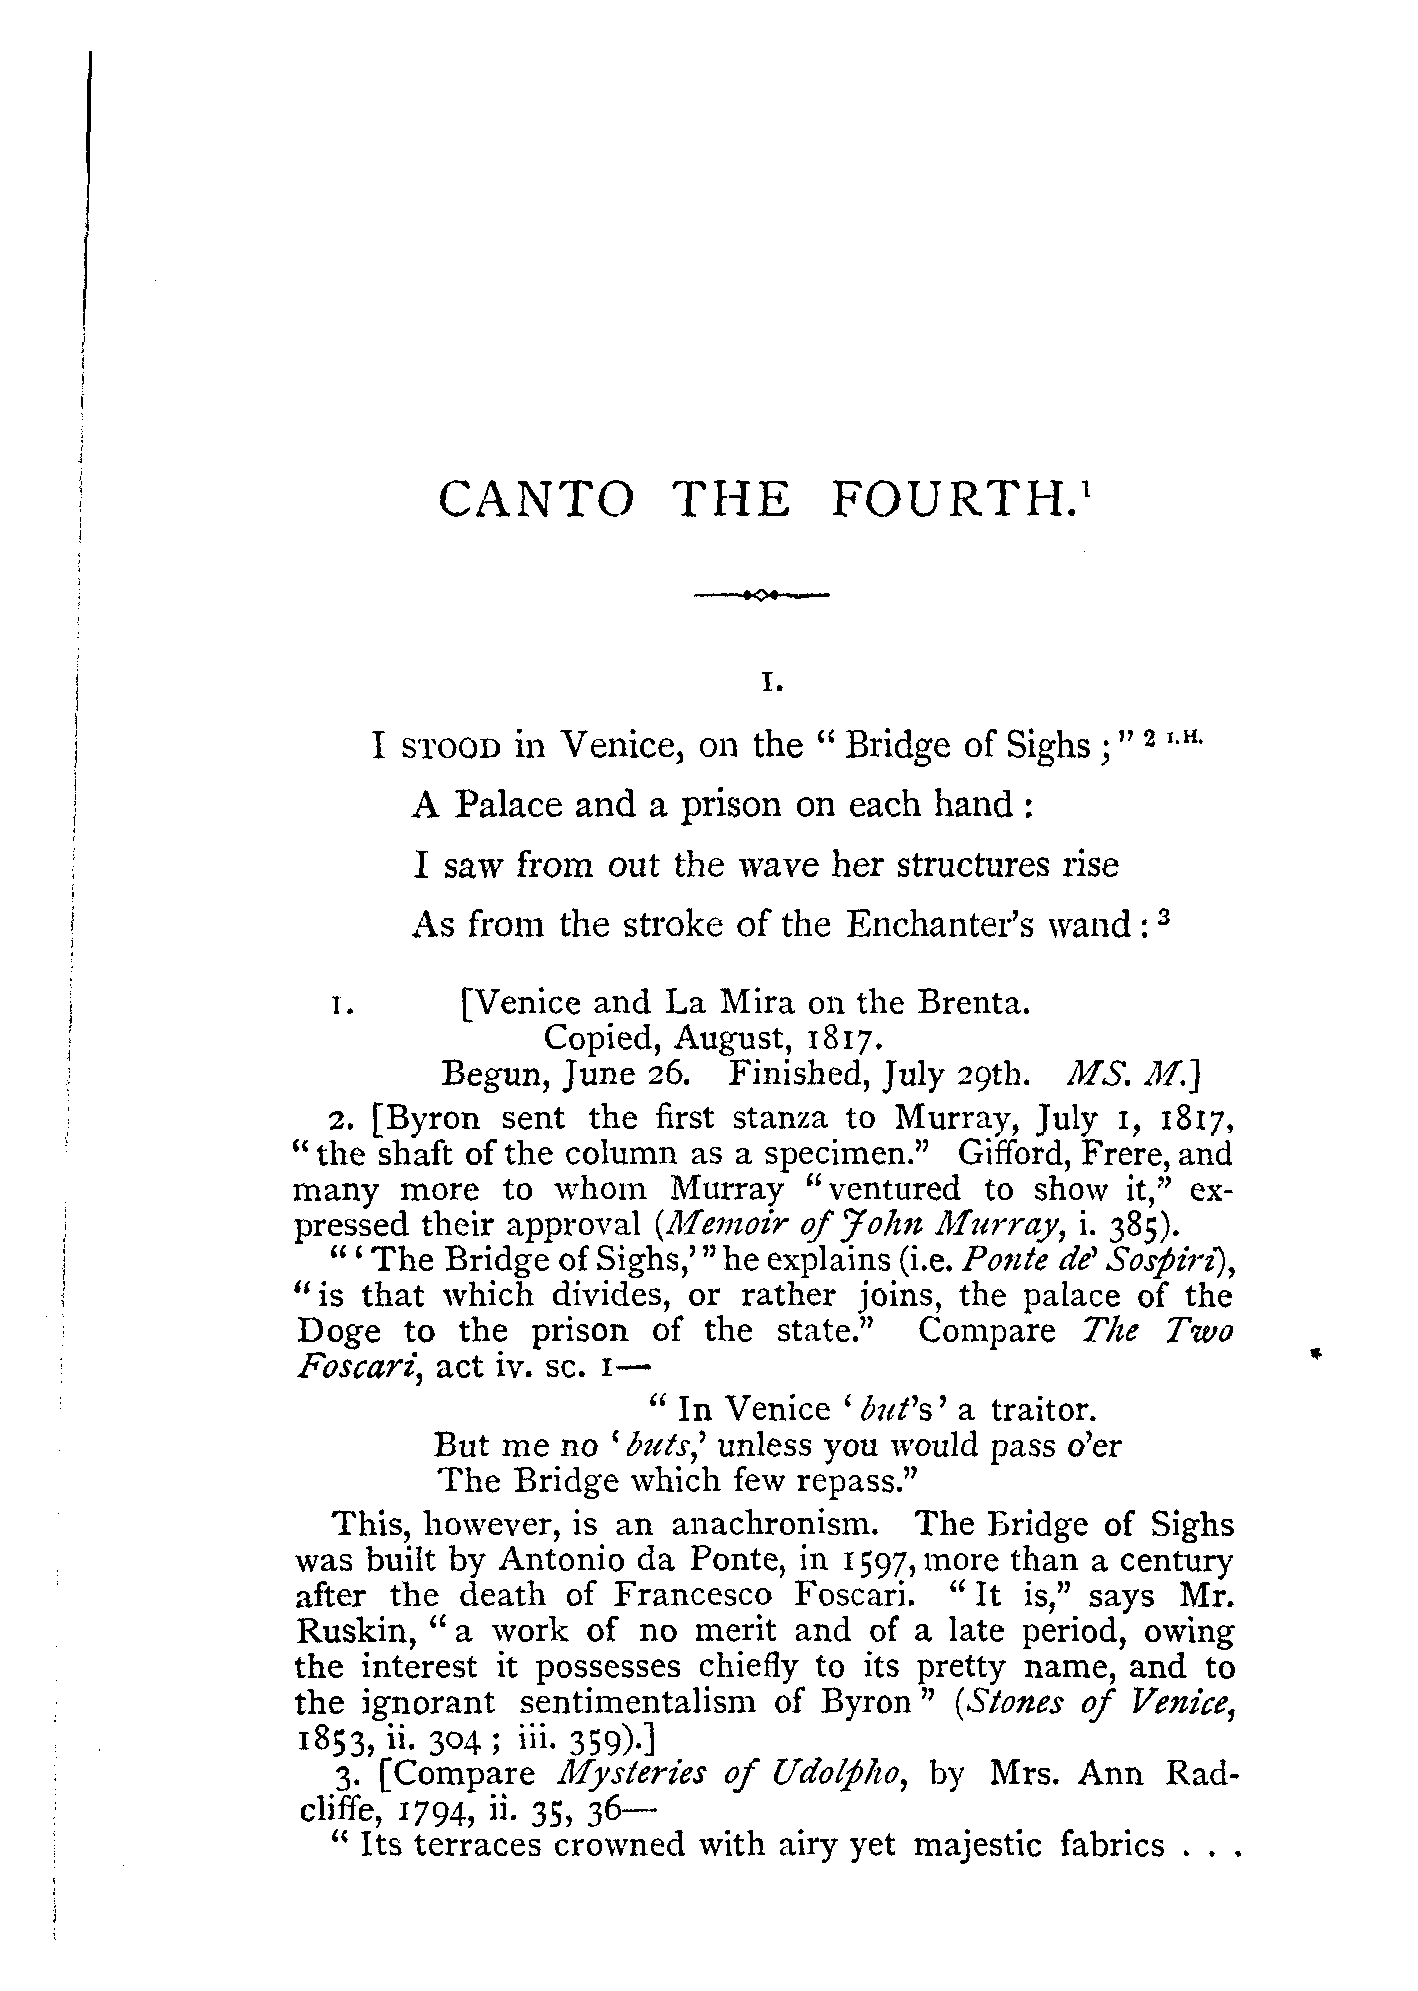 CANTO THE FOURTH.¹
I.
I STOOD in Venice, on the “Bridge of Sighs;” ² ¹·ᴴ·
A Palace and a prison on each hand:
I saw from out the wave her structures rise
As from the stroke of the Enchanter’s wand:³
1. [Venice and La Mira on the Brenta.
Copied, August, 1817.
Begun, June 26. Finished, July 29th. MS. M.]
2. [Byron sent the first stanza to Murray, July 1, 1817,
“the shaft of the column as a specimen.” Gifford, Frere, and
many more to whom Murray “ventured to show it,” ex-
pressed their approval (Memoir of John Murray, i. 385).
“‘The Bridge of Sighs,’” he explains (i.e. Ponte de’ Sospiri),
“is that which divides, or rather joins, the palace of the
Doge to the prison of the state.” Compare The Two
Foscari, act iv. sc. 1—
“In Venice ‘but’s’ a traitor.
But me no ‘buts,’ unless you would pass o’er
The Bridge which few repass.”
This, however, is an anachronism. The Bridge of Sighs
was built by Antonio da Ponte, in 1597, more than a century
after the death of Francesco Foscari. “It is,” says Mr.
Ruskin, “a work of no merit and of a late period, owing
the interest it possesses chiefly to its pretty name, and to
the ignorant sentimentalism of Byron” (Stones of Venice,
1853, ii. 304; iii. 359).]
3. [Compare Mysteries of Udolpho, by Mrs. Ann Rad-
cliffe, 1794, ii. 35, 36—
“Its terraces crowned with airy yet majestic fabrics . . .